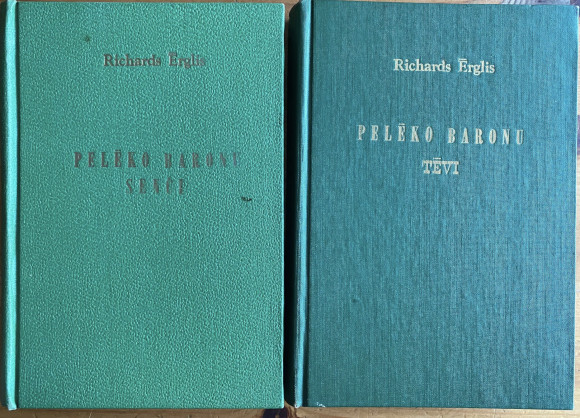 Richards Ērglis
PELĒKO BARONU
SENČI
Richards Ērglis
PELĒKO BARONU
TĒVI